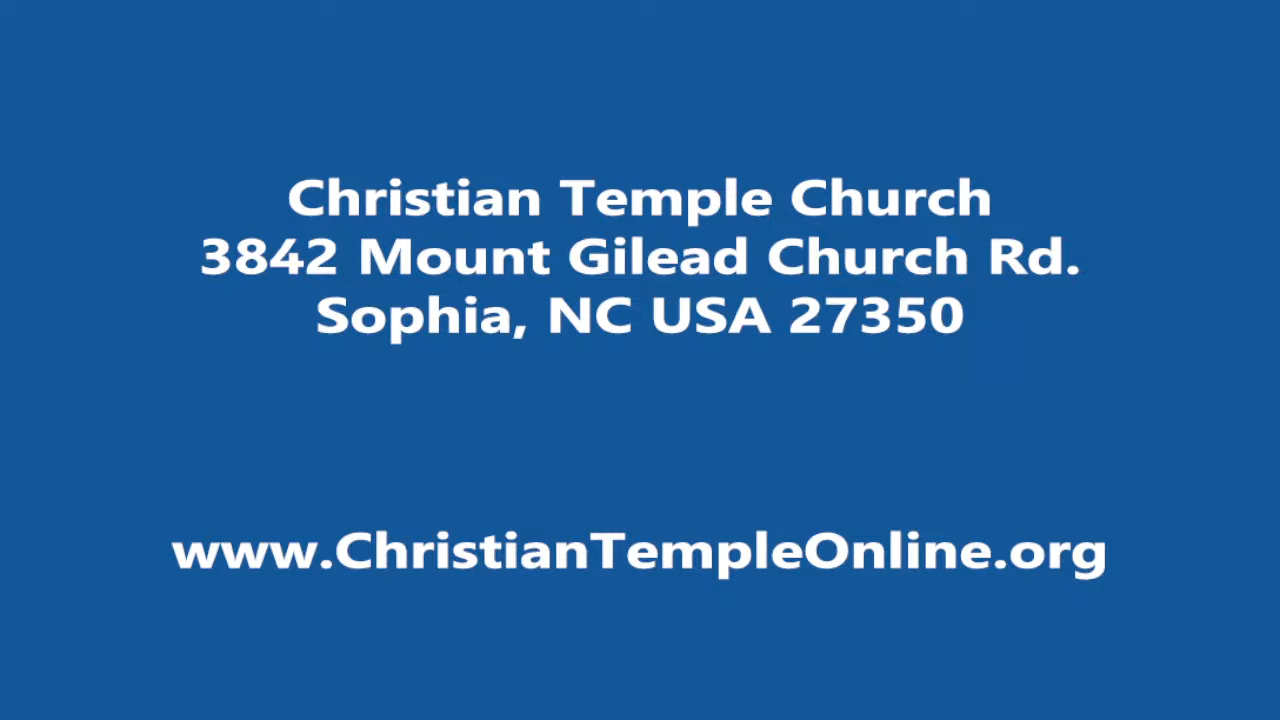 Christian Temple Church
3842 Mount Gilead Church Rd.
Sophia, NC USA 27350
www.ChristianTempleOnline.org